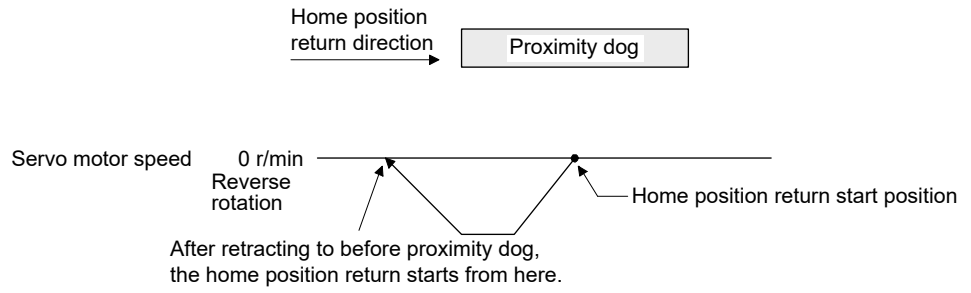 Home position
return direction
Proximity dog
Servo motor speed 0 r/min
Reverse
rotation
Home position return start position
After retracting to before proximity dog,
the home position return starts from here.